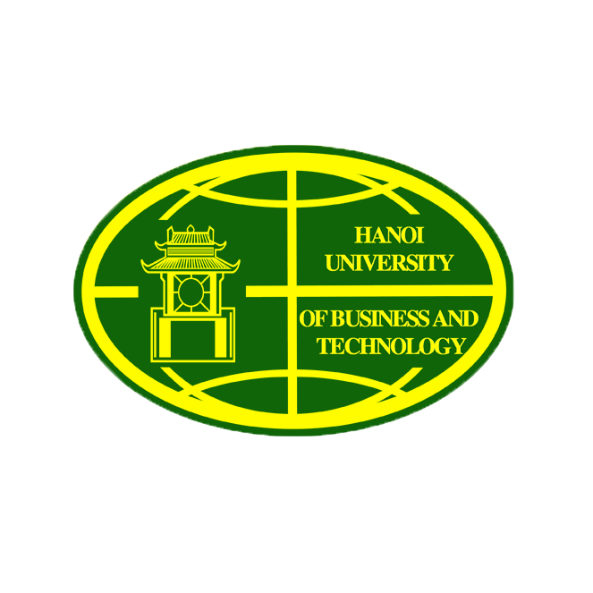 HANOI
UNIVERSITY
OF BUSINESS AND
TECHNOLOGY